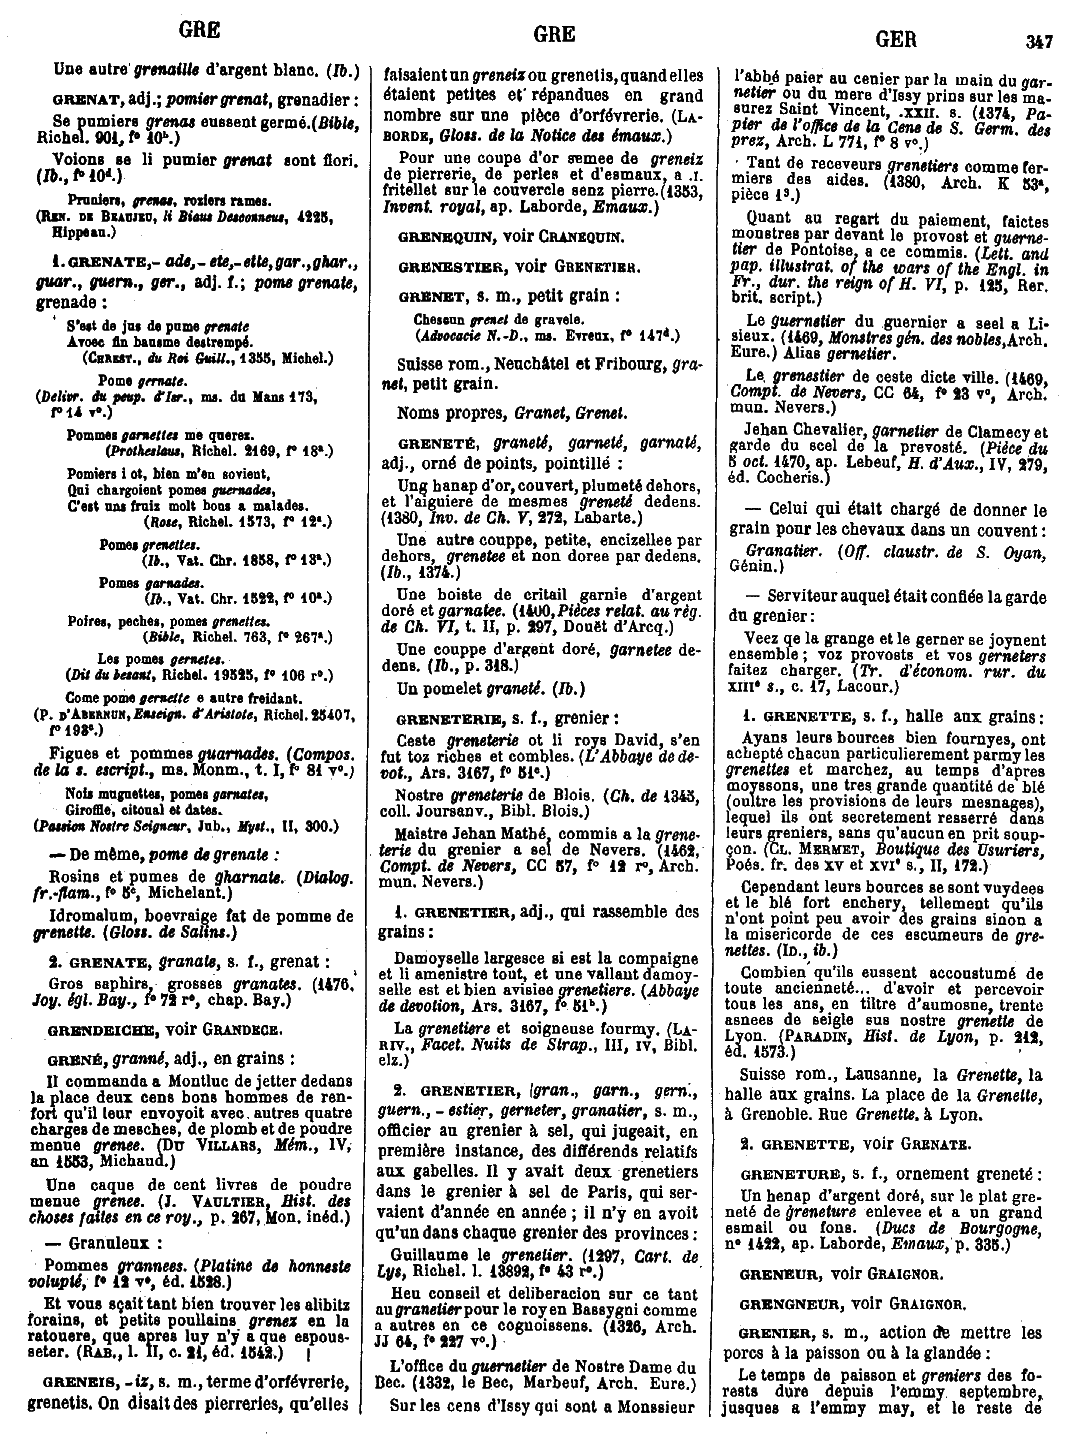 GRE
GRE
GER
347
Une autre grenaille d'argent blanc. (Ib.)
GRENAT, adj.; pomier grenat, grenadier :
Se pumiers grenas eussent germé.(Bible,
Richel. 901, f° 10ᵇ.)
Voions se li pumier grenat sont flori.
(Ib., f° 10ᵈ.)
Pruniers, grenas, roziers rames.
(REN. DE BEAUJEU, li Biaus Desconneus, 4225,
Hippeau.)
1. GRENATE, - ade, - ete, - ette, gar., ghar.,
guar., guern., ger., adj. f.; pome grenate,
grenade :
S'est de jus de pume grenate
Avoec fin bausme destrempé.
(CHREST., du Roi Guill., 1355, Michel.)
Pome gernate.
(Delivr. du peup. d'Isr., ms. du Mans 173,
f° 14 v°.)
Pommes garnettes me querez.
(Protheslaus, Richel. 2169, f° 18ᵃ.)
Pomiers i ot, bien m'en sovient,
Qui chargoient pomes guernades,
C'est uns fruiz molt bons a malades.
(Rose, Richel. 1573, f° 12ᵃ.)
Pomes grenettes.
(Ib., Vat. Chr. 1858, f° 13ᵃ.)
Pomes garnades.
(Ib., Vat. Chr. 1522, f° 10ᵃ.)
Poires, peches, pomes grenettes.
(Bible, Richel. 763, f° 267ᵃ.)
Les pomes gernetes.
(Dit du besant, Richel. 19525, f° 106 r°.)
Come pome gernette e autre freidant.
(P. D'ABERNUN, Enseign. d'Aristote, Richel. 25407,
f° 193ᵃ.)
Figues et pommes guarnades. (Compos.
de la s. escript., ms. Monm., t. I, f° 81 v°.)
Nois muguettes, pomes garnates,
Giroffle, citoual et dates.
(Passion Nostre Seigneur, Jub., Myst., II, 300.)
— De même, pome de grenate :
Rosins et pumes de gharnate. (Dialog.
fr.-flam., f° 5ᶜ, Michelant.)
Idromalum, boevraige fat de pomme de
grenette. (Gloss. de Salins.)
2. GRENATE, granate, s. f., grenat :
Gros saphirs, grosses granates. (1476,
Joy. égl. Bay., f° 72 r°, chap. Bay.)
GRENDEICHE, voir GRANDECE.
GRENÉ, granné, adj., en grains :
Il commanda a Montluc de jetter dedans
la place deux cens bons hommes de ren-
fort qu'il leur envoyoit avec autres quatre
charges de mesches, de plomb et de poudre
menue grenee. (DU VILLARS, Mém., IV,
an 1553, Michaud.)
Une caque de cent livres de poudre
menue grenee. (J. VAULTIER, Hist. des
choses faites en ce roy., p. 267, Mon. inéd.)
— Granuleux :
Pommes grannees. (Platine de honneste
volupté, f° 12 v°, éd. 1528.)
Et vous sçait tant bien trouver les alibitz
forains, et petits poullains grenez en la
ratouere, que apres luy n'y a que espous-
seter. (RAB., l. II, c. 21, éd. 1542.)
GRENEIS, - iz, s. m., terme d'orfévrerie,
grenetis. On disait des pierreries, qu'elles
faisaient un greneiz ou grenetis, quand elles
étaient petites et répandues en grand
nombre sur une pièce d'orfévrerie. (LA-
BORDE, Gloss. de la Notice des émaux.)
Pour une coupe d'or semee de greneiz
de pierrerie, de perles et d'esmaux, a .I.
fritellet sur le couvercle senz pierre.(1353,
Invent. royal, ap. Laborde, Emaux.)
GRENEQUIN, voir CRANEQUIN.
GRENESTIER, voir GRENETIER.
GRENET, s. m., petit grain :
Chescun grenet de gravele.
(Advocacie N.-D., ms. Evreux, f° 147ᵈ.)
Suisse rom., Neuchâtel et Fribourg, gra-
net, petit grain.
Noms propres, Granet, Grenet.
GRENETÉ, graneté, garneté, garnaté,
adj., orné de points, pointillé :
Ung hanap d'or, couvert, plumeté dehors,
et l'aiguiere de mesmes greneté dedens.
(1380, Inv. de Ch. V, 272, Labarte.)
Une autre couppe, petite, encizellee par
dehors, grenetee et non doree par dedens.
(Ib., 1374.)
Une boiste de critail garnie d'argent
doré et garnatee. (1400, Pièces relat. au règ.
de Ch. VI, t. II, p. 297, Douët d'Arcq.)
Une couppe d'argent doré, garnetee de-
dens. (Ib., p. 318.)
Un pomelet graneté. (Ib.)
GRENETERIE, s. f., grenier :
Ceste greneterie ot li roys David, s'en
fut toz riches et combles. (L'Abbaye de de-
vot., Ars. 3167, f° 51ᶜ.)
Nostre greneterie de Blois. (Ch. de 1345,
coll. Joursanv., Bibl. Blois.)
Maistre Jehan Mathé, commis a la grene-
terie du grenier a sel de Nevers. (1462,
Compt. de Nevers, CC 57, f° 12 r°, Arch.
mun. Nevers.)
1. GRENETIER, adj., qui rassemble des
grains :
Damoyselle largesce si est la compaigne
et li amenistre tout, et une vallant damoy-
selle est et bien avisiee grenetiere. (Abbaye
de devotion, Ars. 3167, f° 51ᵇ.)
La grenetiere et soigneuse fourmy. (LA-
RIV., Facet. Nuits de Strap., III, IV, Bibl.
elz.)
2. GRENETIER, gran., garn., gern.,
guern., - estier, gerneter, granatier, s. m.,
officier au grenier à sel, qui jugeait, en
première instance, des différends relatifs
aux gabelles. Il y avait deux grenetiers
dans le grenier à sel de Paris, qui ser-
vaient d'année en année ; il n'y en avoit
qu'un dans chaque grenier des provinces :
Guillaume le grenetier. (1297, Cart. de
Lys, Richel. l. 13892, f° 43 r°.)
Heu conseil et deliberacion sur ce tant
au granetier pour le roy en Bassygni comme
a autres en ce cognoissens. (1326, Arch.
JJ 64, f° 227 v°.)
L'office du guernetier de Nostre Dame du
Bec. (1332, le Bec, Marbeuf, Arch. Eure.)
Sur les cens d'Issy qui sont a Monssieur
l'abbé paier au cenier par la main du gar-
netier ou du mere d'Issy prins sur les ma-
surez Saint Vincent, .XXII. s. (1374, Pa-
pier de l'office de la Cene de S. Germ. des
prez, Arch. L 771, f° 8 v°.)
Tant de receveurs grenetiers comme fer-
miers des aides. (1380, Arch. K 53ᵃ,
pièce 1³.)
Quant au regart du paiement, faictes
moustres par devant le provost et guerne-
tier de Pontoise, a ce commis. (Lett. and
pap. illustrat. of the wars of the Engl. in
Fr., dur. the reign of H. VI, p. 125, Rer.
brit. script.)
Le guernetier du guernier a seel a Li-
sieux. (1469, Monstres gén. des nobles, Arch.
Eure.) Alias gernetier.
Le grenestier de ceste dicte ville. (1469,
Compt. de Nevers, CC 64, f° 23 v°, Arch.
mun. Nevers.)
Jehan Chevalier, garnetier de Clamecy et
garde du scel de la prevosté. (Pièce du
5 oct. 1470, ap. Lebeuf, H. d'Aux., IV, 279,
éd. Cocheris.)
— Celui qui était chargé de donner le
grain pour les chevaux dans un couvent :
Granatier. (Off. claustr. de S. Oyan,
Génin.)
— Serviteur auquel était confiée la garde
du grenier :
Veez qe la grange et le gerner se joynent
ensemble ; voz provosts et vos gerneters
faitez charger. (Tr. d'économ. rur. du
XIIIᵉ s., c. 17, Lacour.)
1. GRENETTE, s. f., halle aux grains :
Ayans leurs bources bien fournyes, ont
achepté chacun particulierement parmy les
grenettes et marchez, au temps d'apres
moyssons, une tres grande quantité de blé
(oultre les provisions de leurs mesnages),
lequel ils ont secretement resserré dans
leurs greniers, sans qu'aucun en prit soup-
çon. (CL. MERMET, Boutique des Usuriers,
Poés. fr. des XV et XVIᵉ s., II, 172.)
Cependant leurs bources se sont vuydees
et le blé fort enchery, tellement qu'ils
n'ont point peu avoir des grains sinon a
la misericorde de ces escumeurs de gre-
nettes. (ID., ib.)
Combien qu'ils eussent accoustumé de
toute ancienneté... d'avoir et percevoir
tous les ans, en tiltre d'aumosne, trente
asnees de seigle sus nostre grenette de
Lyon. (PARADIN, Hist. de Lyon, p. 212,
éd. 1573.)
Suisse rom., Lausanne, la Grenette, la
halle aux grains. La place de la Grenette,
à Grenoble. Rue Grenette, à Lyon.
2. GRENETTE, voir GRENATE.
GRENETURE, s. f., ornement greneté :
Un henap d'argent doré, sur le plat gre-
neté de greneture enlevee et a un grand
esmail ou fons. (Ducs de Bourgogne,
n° 1422, ap. Laborde, Emaux, p. 335.)
GRENEUR, voir GRAIGNOR.
GRENGNEUR, voir GRAIGNOR.
GRENIER, s. m., action de mettre les
porcs à la paisson ou à la glandée :
Le temps de paisson et greniers des fo-
rests dure depuis l'emmy septembre,
jusques a l'emmy may, et le reste de